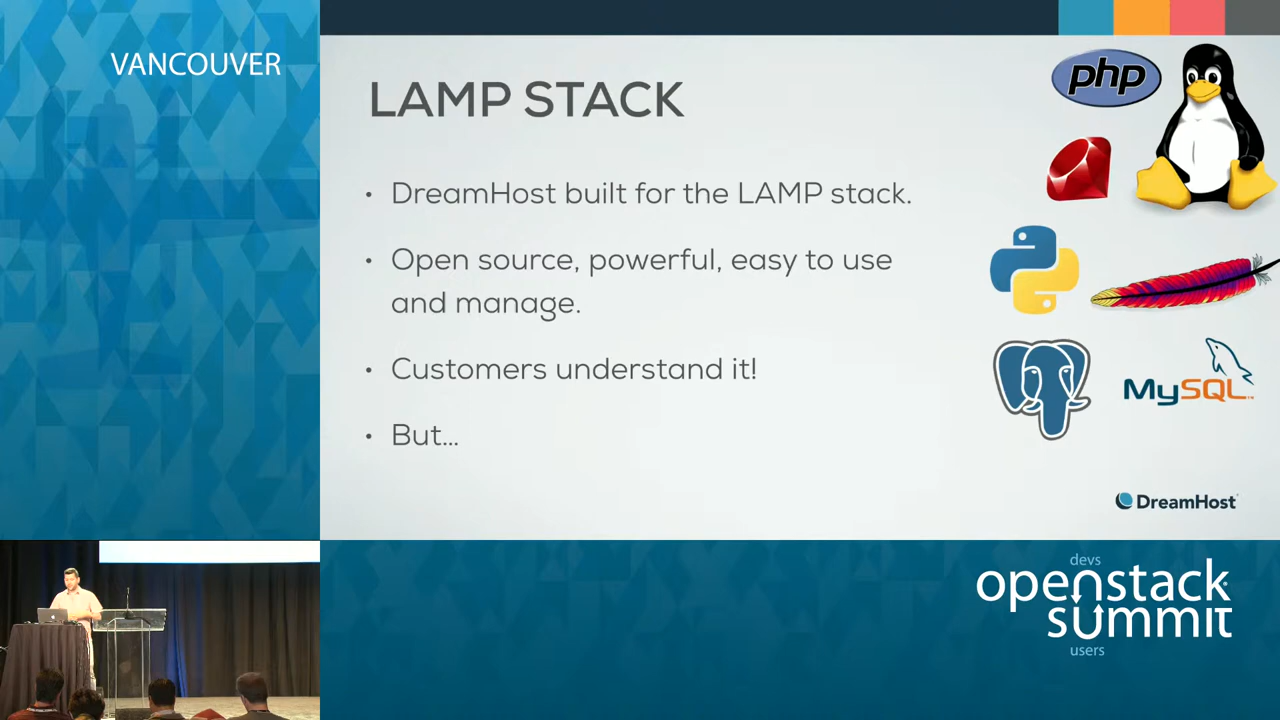 VANCOUVER
LAMP STACK
• DreamHost built for the LAMP stack.
• Open source, powerful, easy to use
and manage.
• Customers understand it!
• But...
php
MySQL
DreamHost
devs
openstack
summit
users